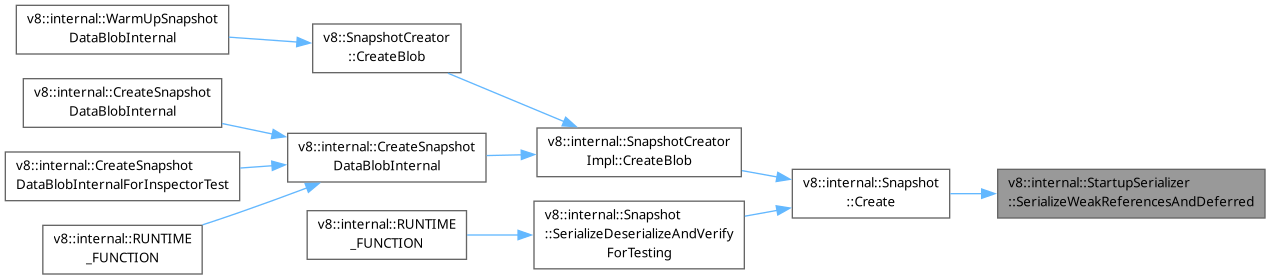 v8::internal::WarmUpSnapshot
DataBlobInternal
v8::SnapshotCreator
::CreateBlob
v8::internal::CreateSnapshot
DataBlobInternal
v8::internal::CreateSnapshot
DataBlobInternalForInspectorTest
v8::internal::RUNTIME
_FUNCTION
v8::internal::CreateSnapshot
DataBlobInternal
v8::internal::RUNTIME
_FUNCTION
v8::internal::SnapshotCreator
Impl::CreateBlob
v8::internal::Snapshot
::SerializeDeserializeAndVerify
ForTesting
v8::internal::Snapshot
::Create
v8::internal::StartupSerializer
::SerializeWeakReferencesAndDeferred